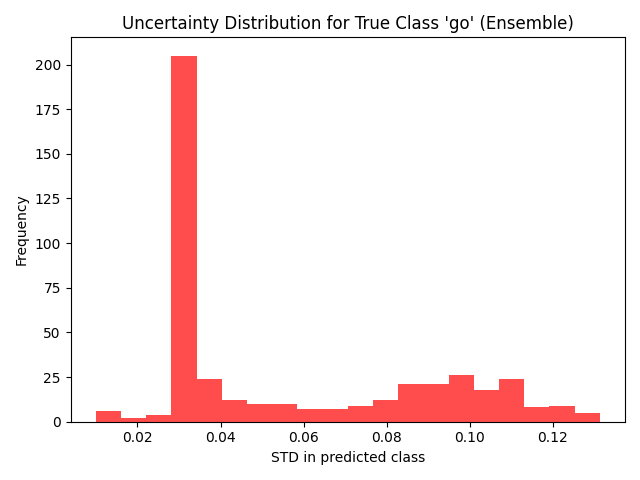 Uncertainty Distribution for True Class 'go' (Ensemble)
200
175
150
125
100
75
50
25
0
Frequency
0.02 0.04 0.06 0.08 0.10 0.12
STD in predicted class